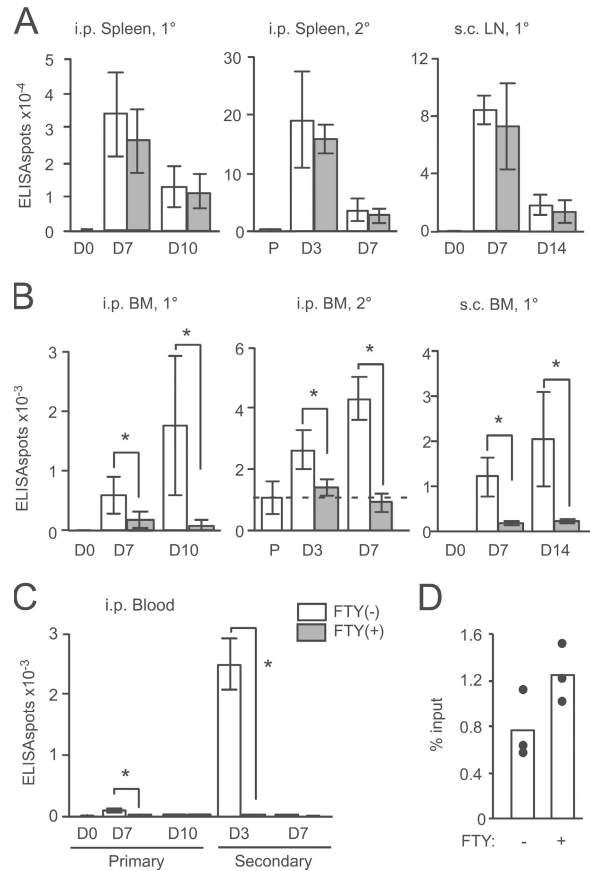 A
i.p. Spleen, 1°
i.p. Spleen, 2°
s.c. LN, 1°
ELISAspots x10-4
5
4
3
2
1
0
D0 D7 D10
30
20
10
0
P D3 D7
12
8
4
0
D0 D7 D14
B
i.p. BM, 1°
i.p. BM, 2°
s.c. BM, 1°
ELISAspots x10-3
3
2
1
0
* *
D0 D7 D10
6
4
2
0
* *
P D3 D7
4
3
2
1
0
* *
D0 D7 D14
C
i.p. Blood
FTY(-)
FTY(+)
ELISAspots x10-3
3
2
1
0
* *
D0 D7 D10 D3 D7
Primary Secondary
D
% input
1.6
1.2
0.8
0.4
0
FTY: - +